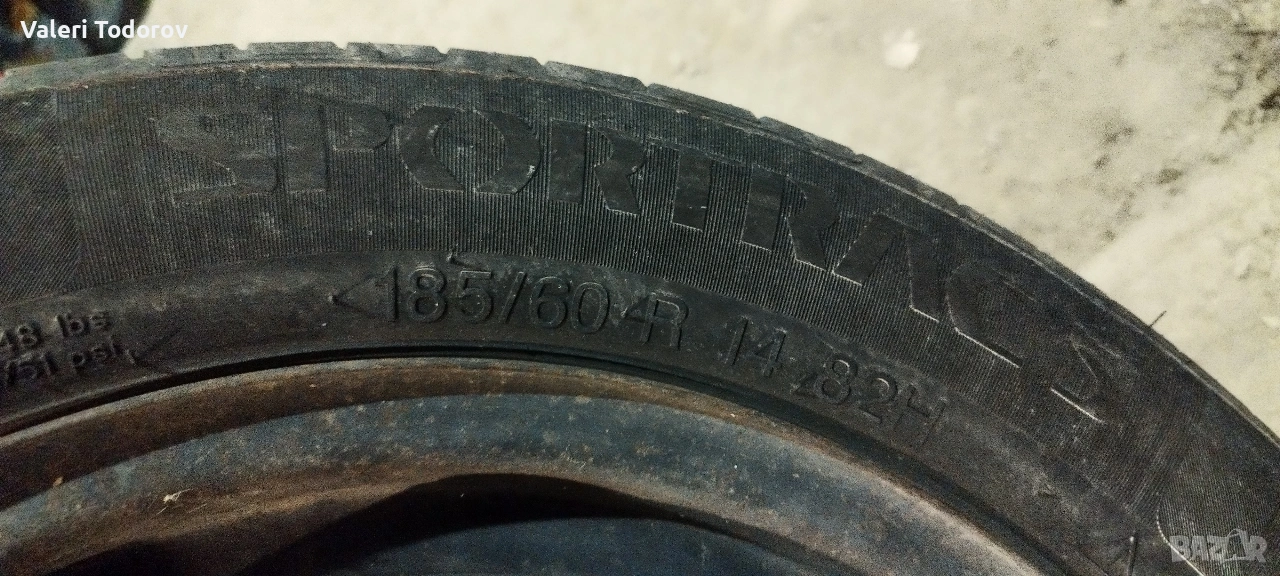 Valeri Todorov
SPORTRAC
185/60 R 14 82H
48 lbs
/51 psi
BAZAR